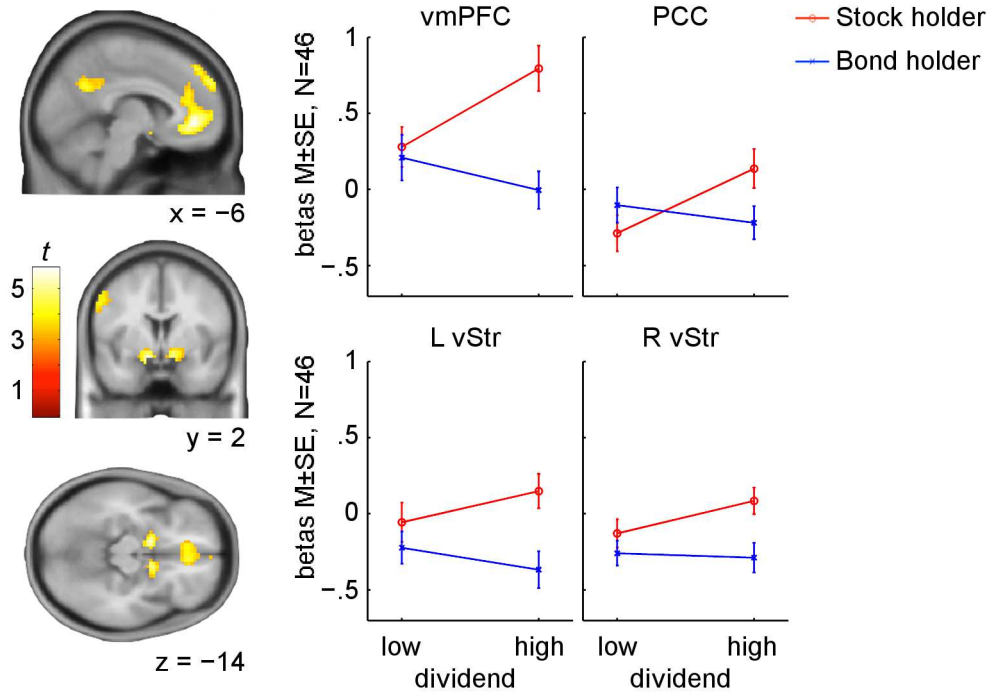 vmPFC
PCC
Stock holder
Bond holder
betas M±SE, N=46
1
.5
0
−.5
x = −6
t
5
3
1
y = 2
L vStr
R vStr
betas M±SE, N=46
1
.5
0
−.5
z = −14
low
high
low
high
dividend
dividend